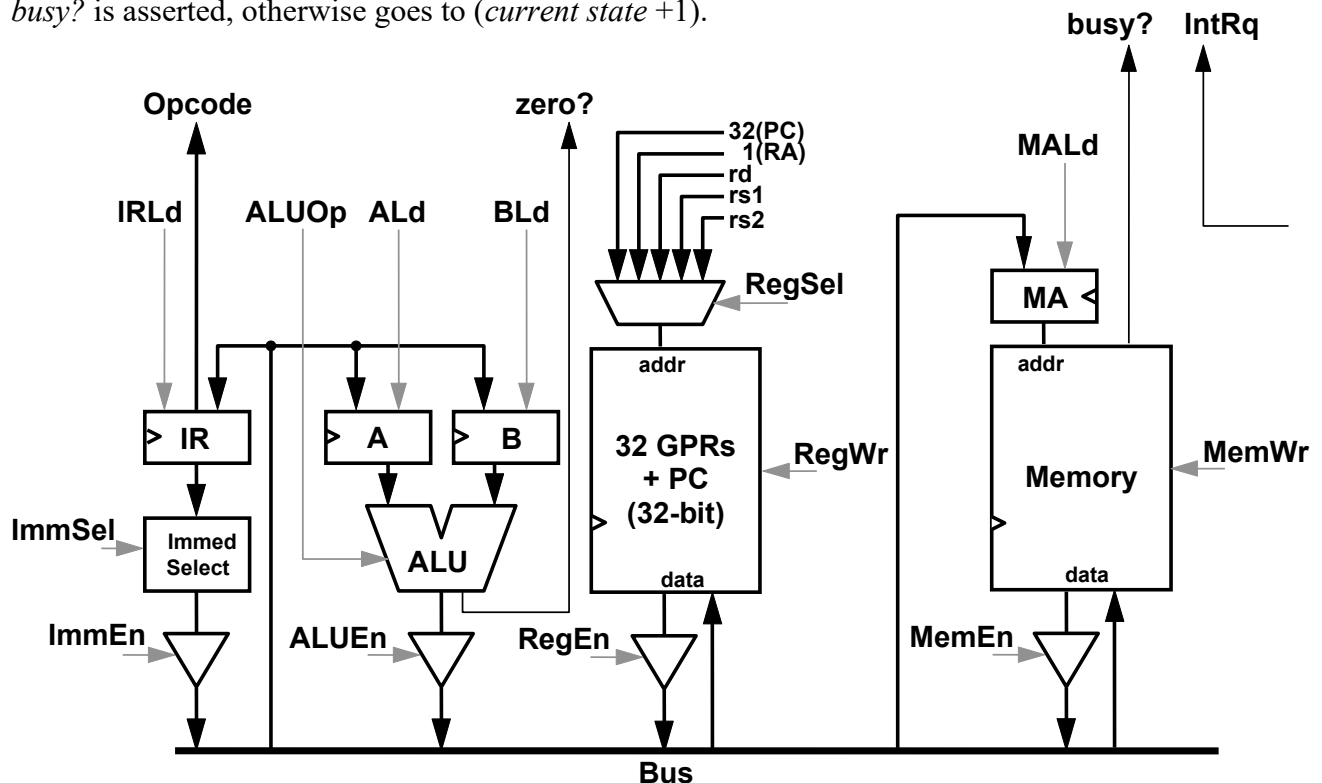 busy? is asserted, otherwise goes to (current state +1).
busy? IntRq
Opcode zero?
32(PC)
1(RA)
rd
rs1
rs2
MALd
IRLd ALUOp ALd BLd
RegSel
MA
addr addr
IR A B
32 GPRs
+ PC
(32-bit)
RegWr
Memory
MemWr
ImmSel
Immed
Select
ALU
data data
ImmEn ALUEn RegEn MemEn
Bus